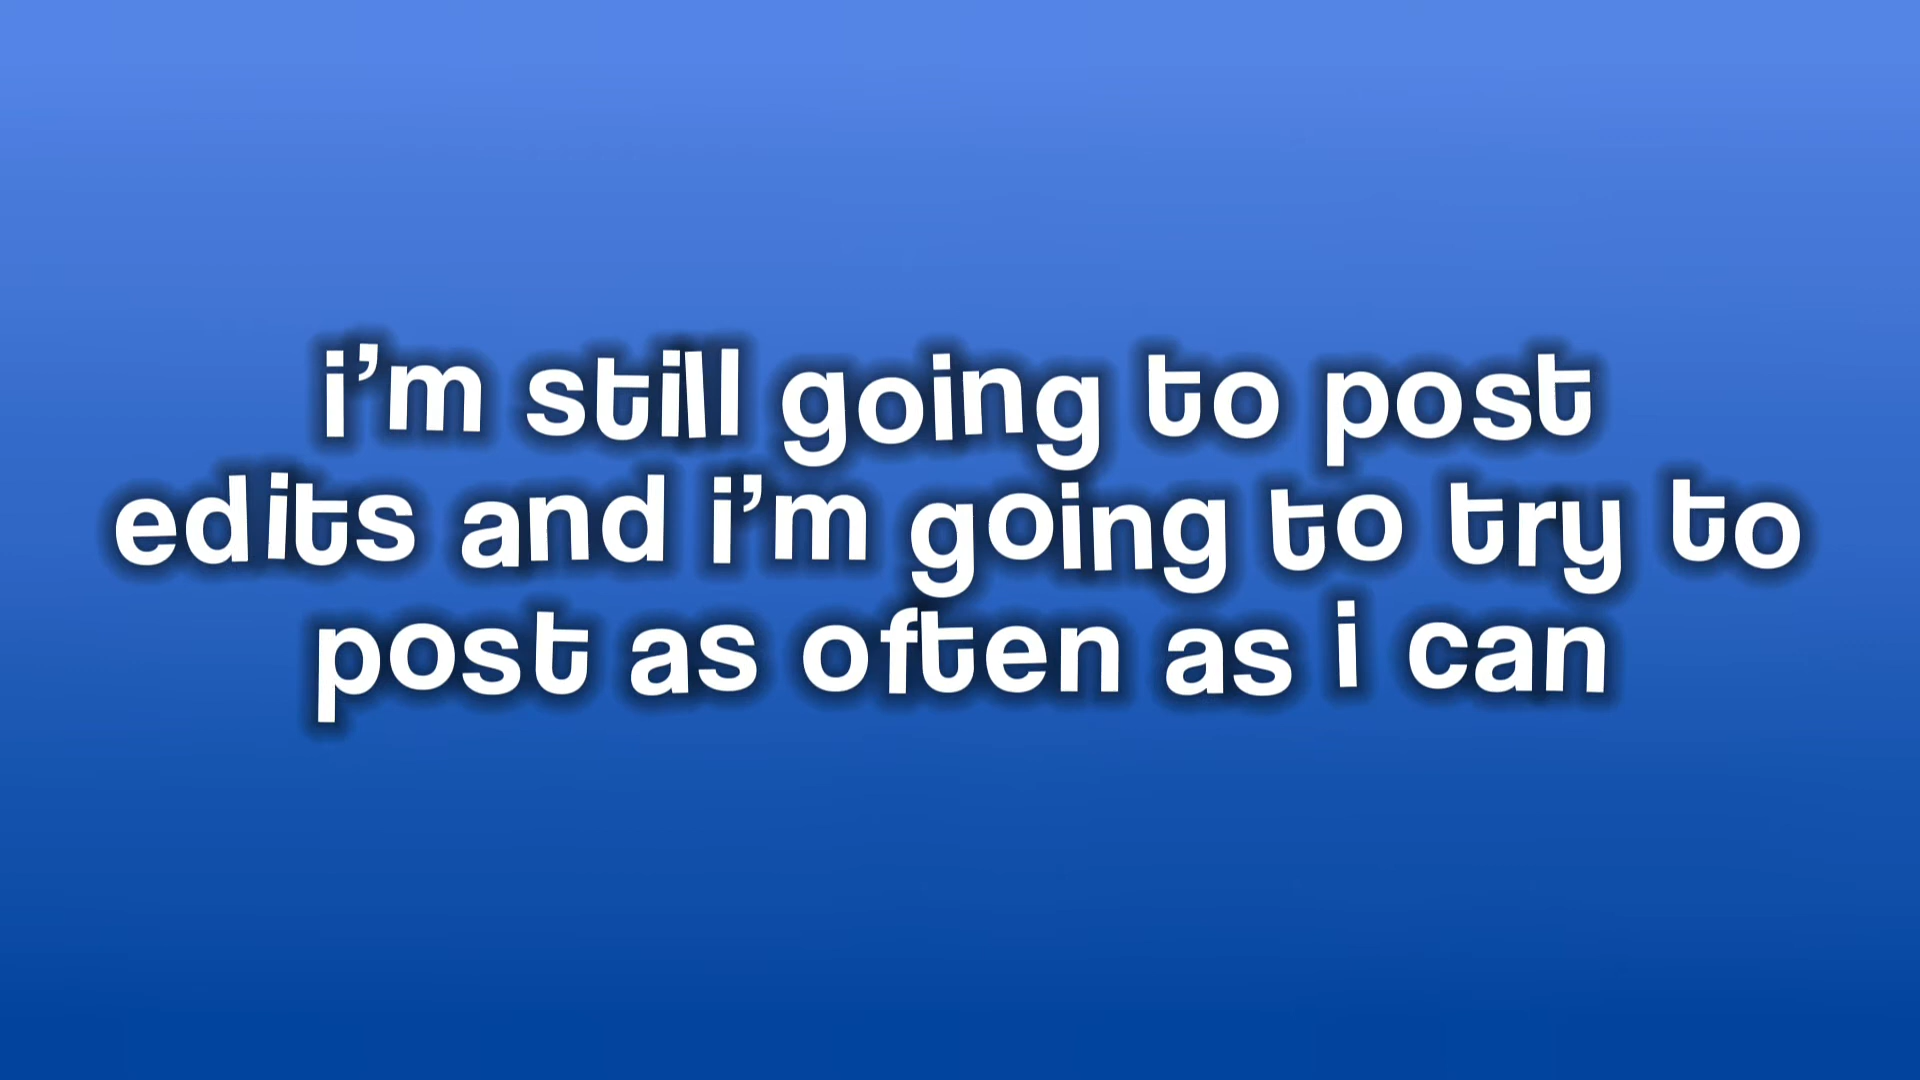 i’m still going to post
edits and i’m going to try to
post as often as i can